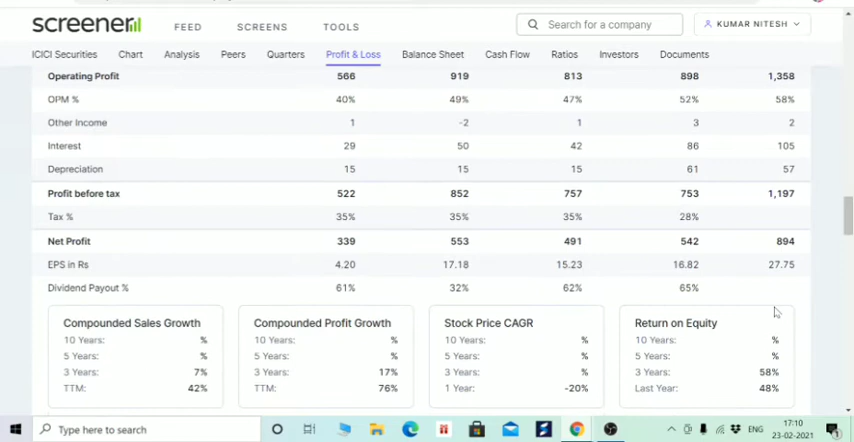 screener
FEED
SCREENS
TOOLS
Search for a company
KUMAR NITESH
ICICI Securities Chart Analysis Peers Quarters Profit & Loss Balance Sheet Cash Flow Ratios Investors Documents
Operating Profit 566 919 813 898 1,358
OPM % 40% 49% 47% 52% 58%
Other Income 1 -2 1 3 2
Interest 29 50 42 86 105
Depreciation 15 15 15 61 57
Profit before tax 522 852 757 753 1,197
Tax % 35% 35% 35% 28%
Net Profit 339 553 491 542 894
EPS in Rs 4.20 17.18 15.23 16.82 27.75
Dividend Payout % 61% 32% 62% 65%
Compounded Sales Growth
10 Years: %
5 Years: %
3 Years: 7%
TTM: 42%
Compounded Profit Growth
10 Years: %
5 Years: %
3 Years: 17%
TTM: 76%
Stock Price CAGR
10 Years: %
5 Years: %
3 Years: %
1 Year: -20%
Return on Equity
10 Years: %
5 Years: %
3 Years: 58%
Last Year: 48%
Type here to search
ENG
17:10
23-02-2021